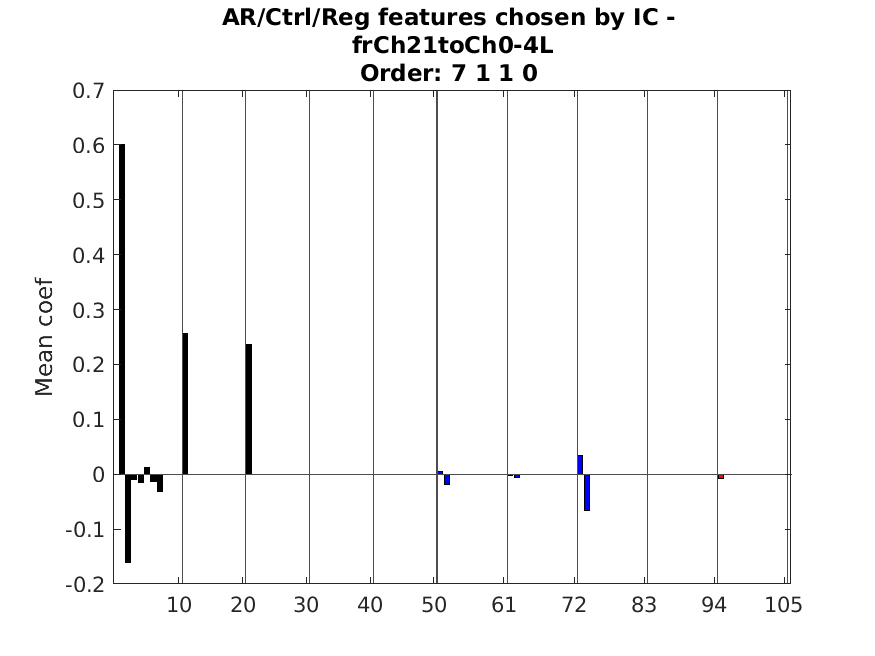 AR/Ctrl/Reg features chosen by IC -
frCh21toCh0-4L
Order: 7 1 1 0
0.7
0.6
0.5
0.4
0.3
0.2
0.1
0
-0.1
-0.2
Mean coef
10 20 30 40 50 61 72 83 94 105